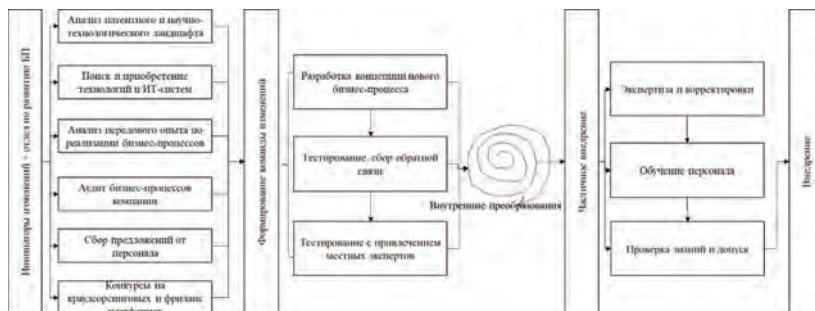 Инициаторы изменений + отдел по развитию БП
Анализ патентного и научно-
технологического ландшафта
Поиск и приобретение
технологий и ИТ-систем
Анализ передового опыта по
реализации бизнес-процессов
Аудит бизнес-процессов
компании
Сбор предложений от
персонала
Конкурсы на
краудсорсинговых и фриланс
Формирование команды изменений
Разработка концепции нового
бизнес-процесса
Тестирование сбор обратной
связи
Тестирование с привлечением
местных экспертов
Внутренние преобразования
Частичное внедрение
Экспертиза и корректировки
Обучение персонала
Проверка знаний и допуск
Внедрение